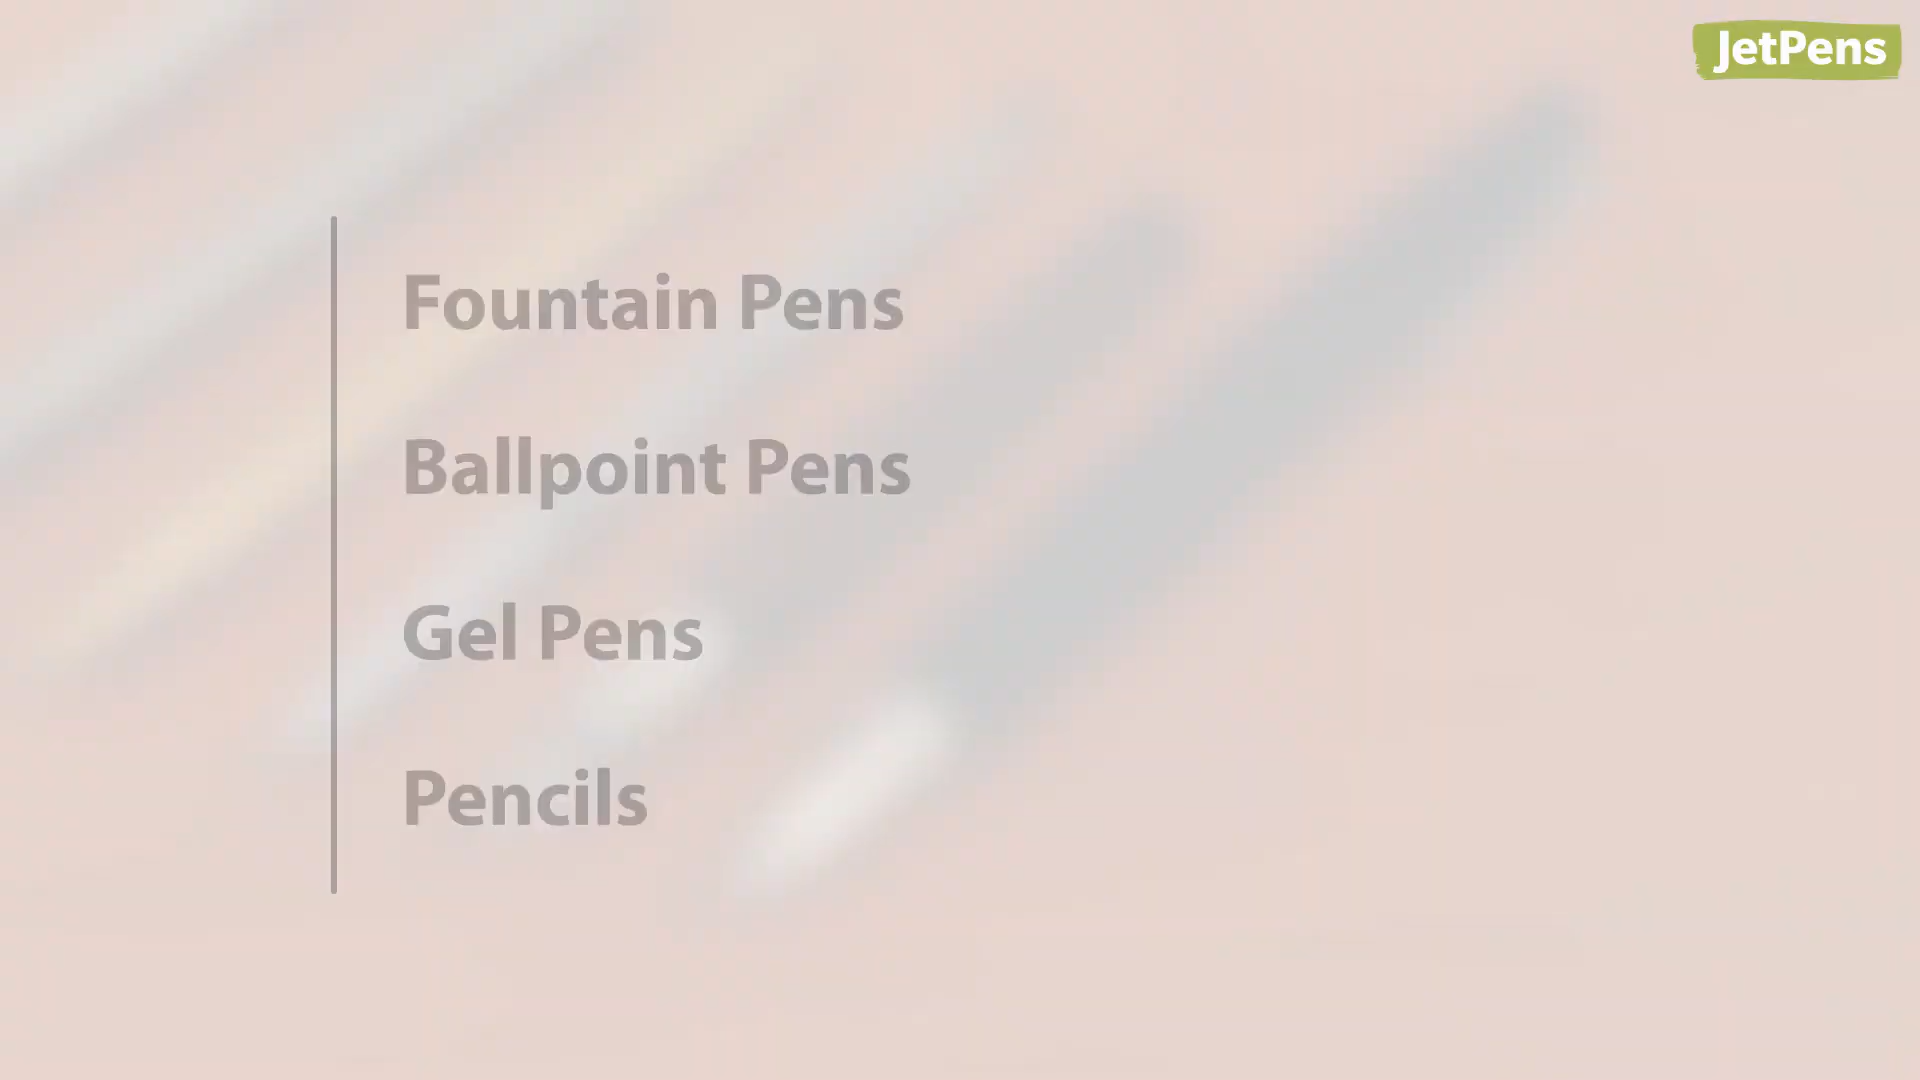 JetPens
Fountain Pens
Ballpoint Pens
Gel Pens
Pencils